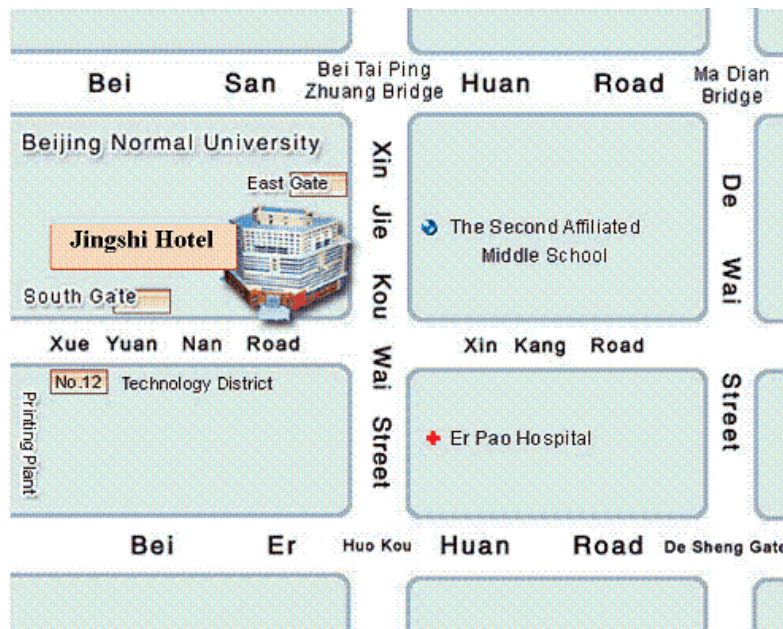 Bei San Bei Tai Ping
Zhuang Bridge Huan Road Ma Dian
Bridge
Beijing Normal University
East Gate
Jingshi Hotel
South Gate
Xin Jie Kou Wai Street
The Second Affiliated
Middle School
De Wai Street
Xue Yuan Nan Road
Xin Kang Road
No.12 Technology District
Printing Plant
Er Pao Hospital
Bei Er Huo Kou Huan Road De Sheng Gate